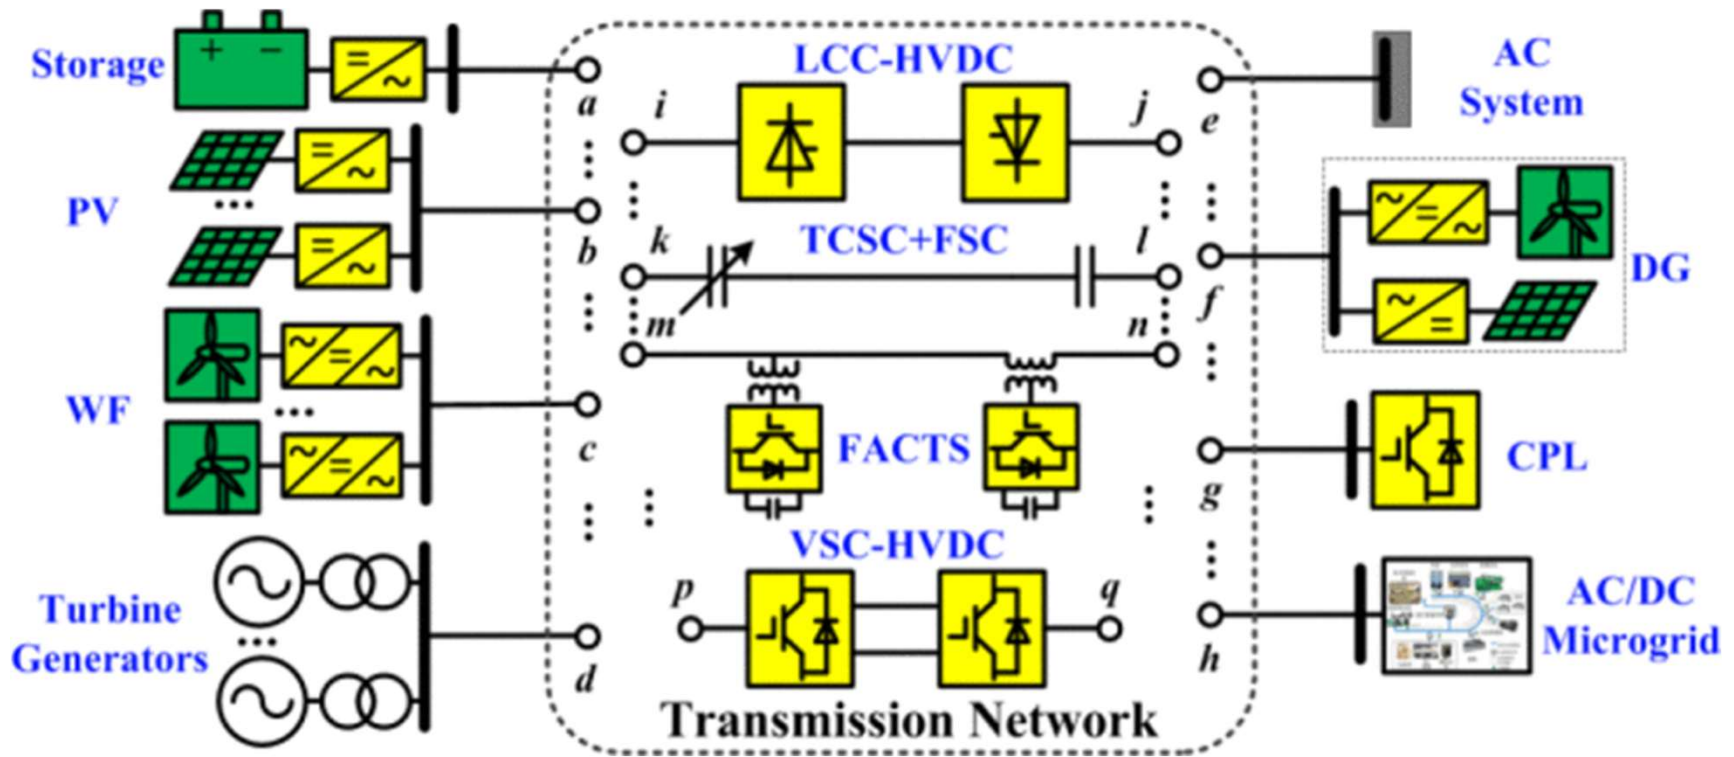 Storage
PV
WF
Turbine
Generators
a
b
c
d
LCC-HVDC
i
j
TCSC+FSC
k
l
m
n
FACTS
VSC-HVDC
p
q
Transmission Network
e
f
g
h
AC
System
DG
CPL
AC/DC
Microgrid